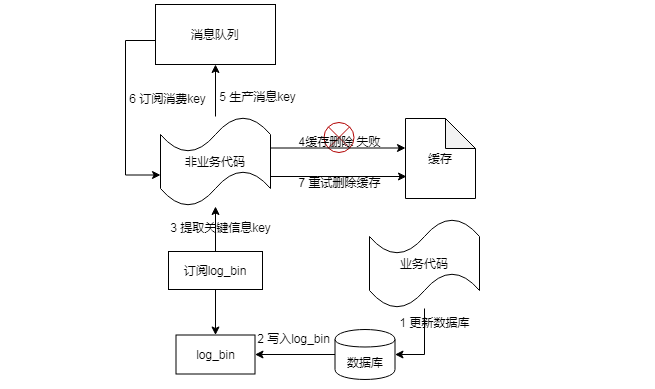 消息队列
6 订阅消费key
5 生产消息key
非业务代码
4缓存删除 失败
缓存
7 重试删除缓存
3 提取关键信息key
订阅log_bin
业务代码
1 更新数据库
2 写入log_bin
log_bin
数据库